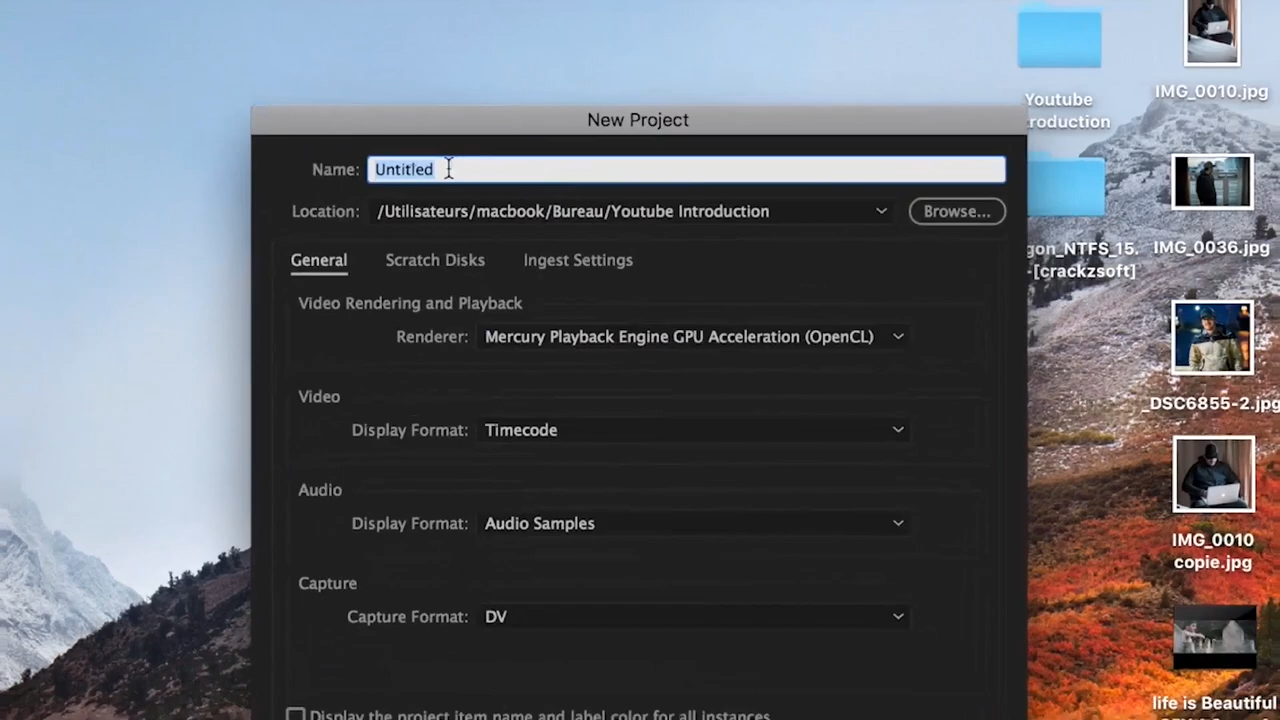 New Project
Name: Untitled
Location: /Utilisateurs/macbook/Bureau/Youtube Introduction
Browse...
General Scratch Disks Ingest Settings
Video Rendering and Playback
Renderer: Mercury Playback Engine GPU Acceleration (OpenCL)
Video
Display Format: Timecode
Audio
Display Format: Audio Samples
Capture
Capture Format: DV
Display the project item name and label color for all instances
Youtube
roduction
gon_NTFS_15.
-[crackzsoft]
IMG_0010.jpg
IMG_0036.jpg
_DSC6855-2.jpg
IMG_0010
copie.jpg
life is Beautiful